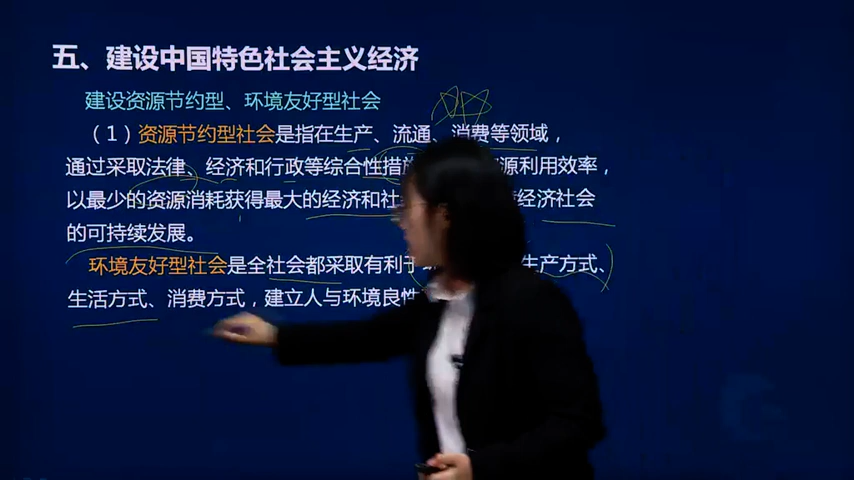 五、建设中国特色社会主义经济
建设资源节约型、环境友好型社会
（1）资源节约型社会是指在生产、流通、消费等领域，
通过采取法律、经济和行政等综合性措 源利用效率，
以最少的资源消耗获得最大的经济和社 经济社会
的可持续发展。
环境友好型社会是全社会都采取有利于 生产方式、
生活方式、消费方式，建立人与环境良性